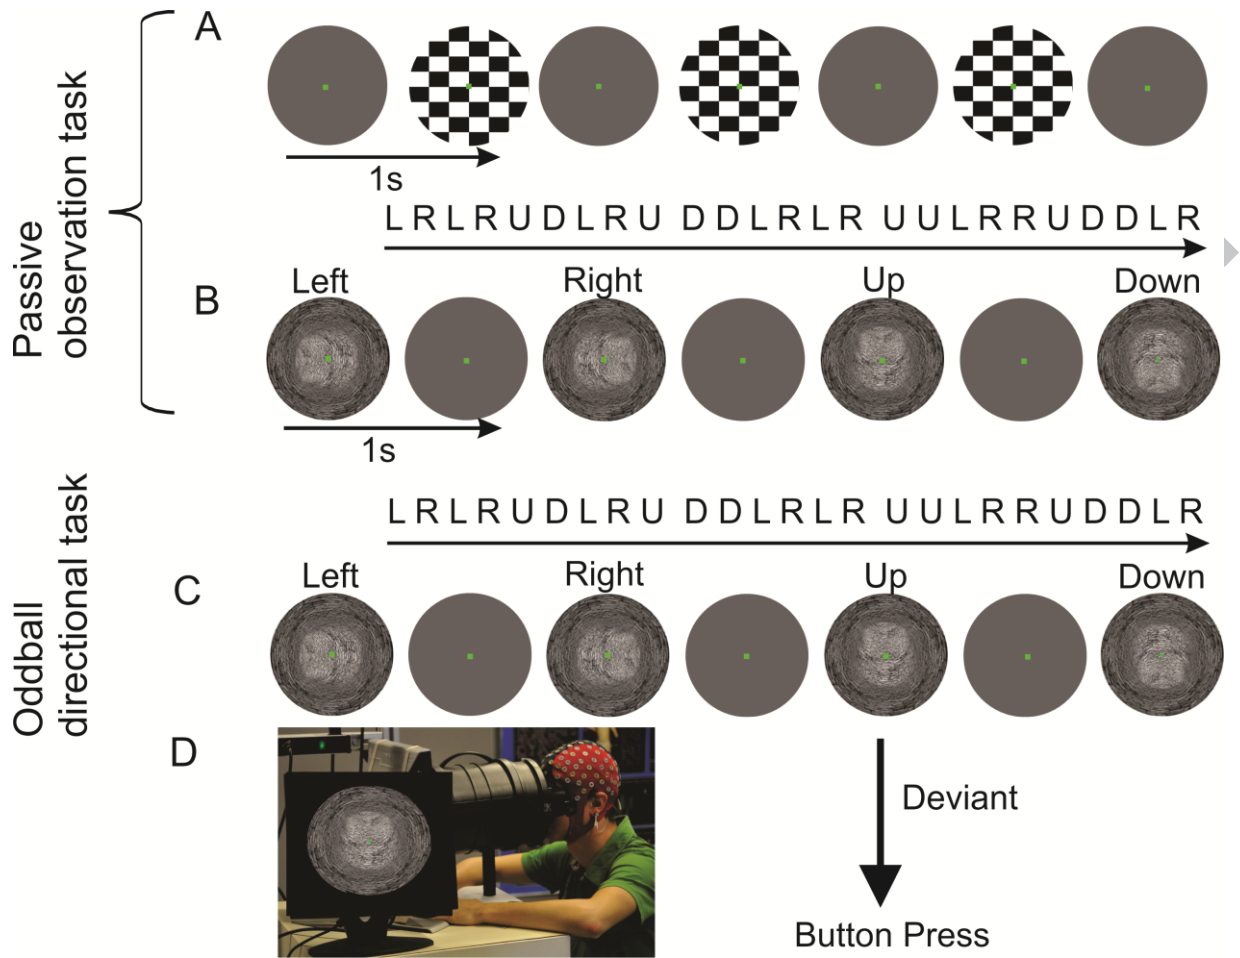 A
Passive
observation task
1s
L R L R U D L R U D D L R L R U U L R R U D D L R
B
Left Right Up Down
1s
Oddball
directional task
L R L R U D L R U D D L R L R U U L R R U D D L R
C
Left Right Up Down
D
Deviant
Button Press